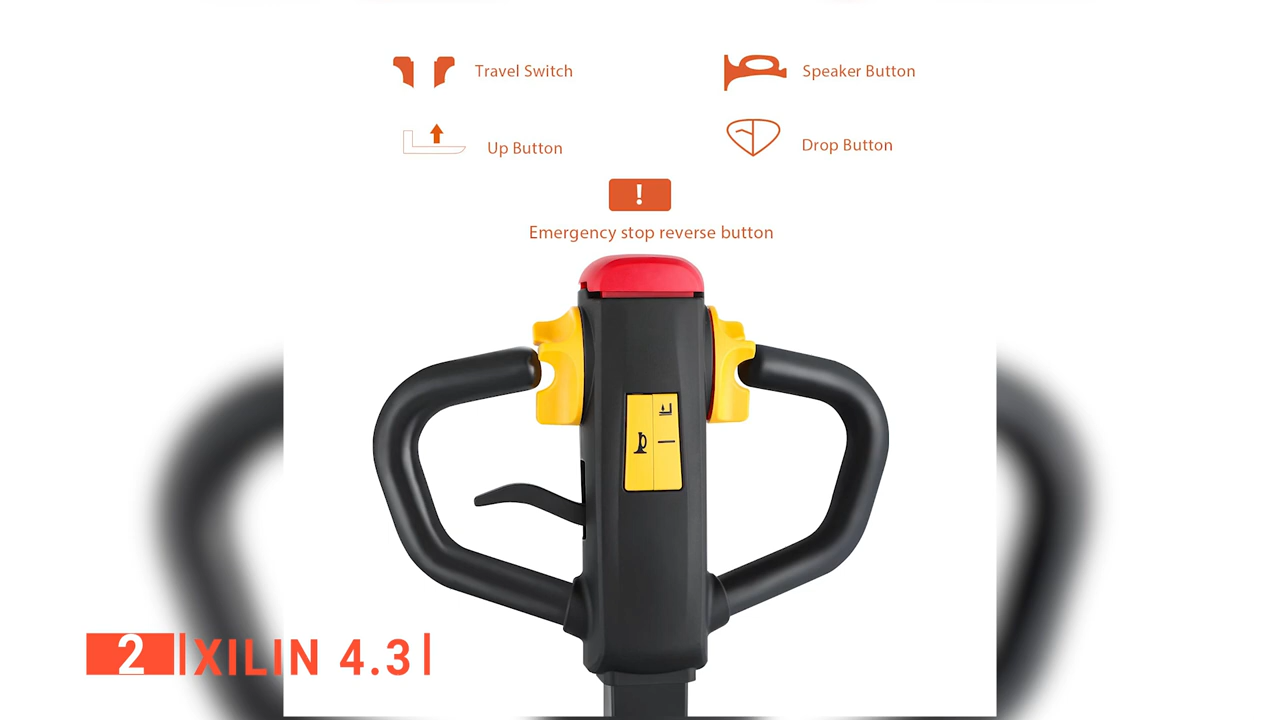 Travel Switch
Speaker Button
Up Button
Drop Button
!
Emergency stop reverse button
2 XILIN 4.3